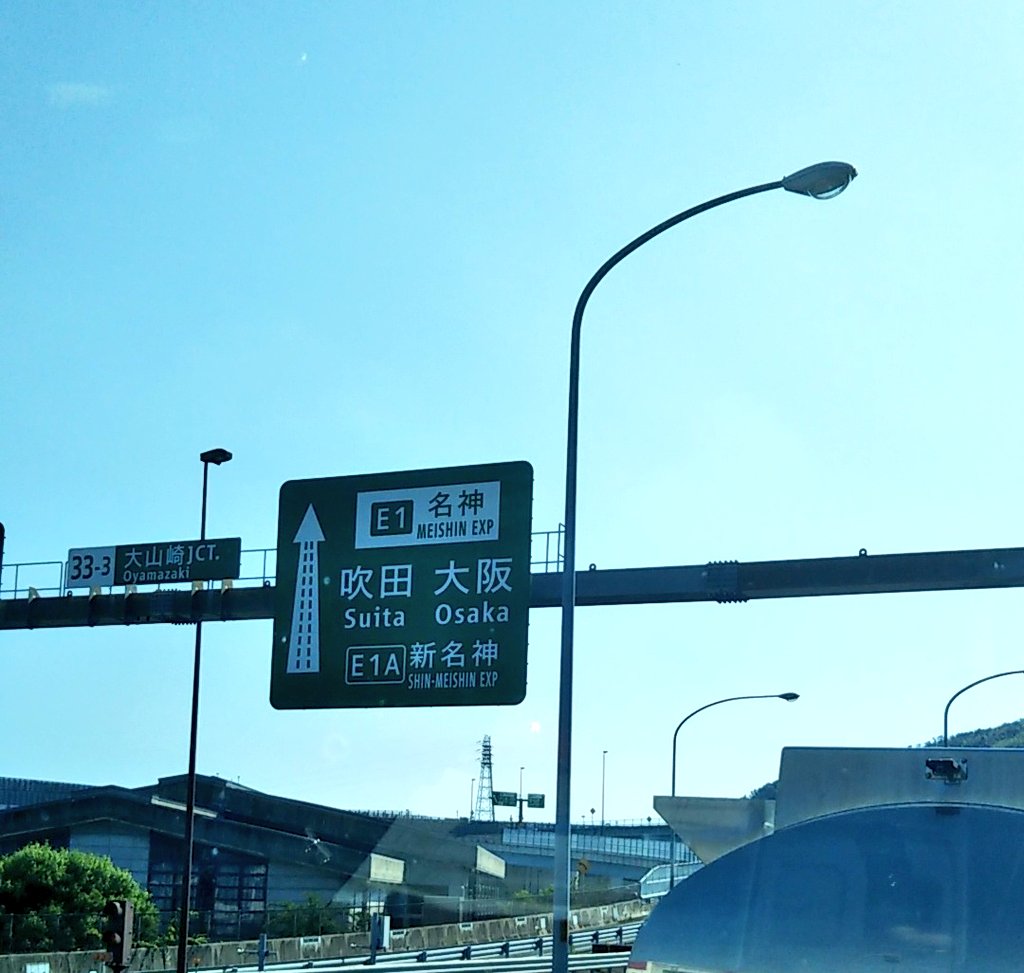 33-3 大山崎JCT.
Oyamazaki
E1 名神
MEISHIN EXP
吹田 大阪
Suita Osaka
E1A 新名神
SHIN-MEISHIN EXP